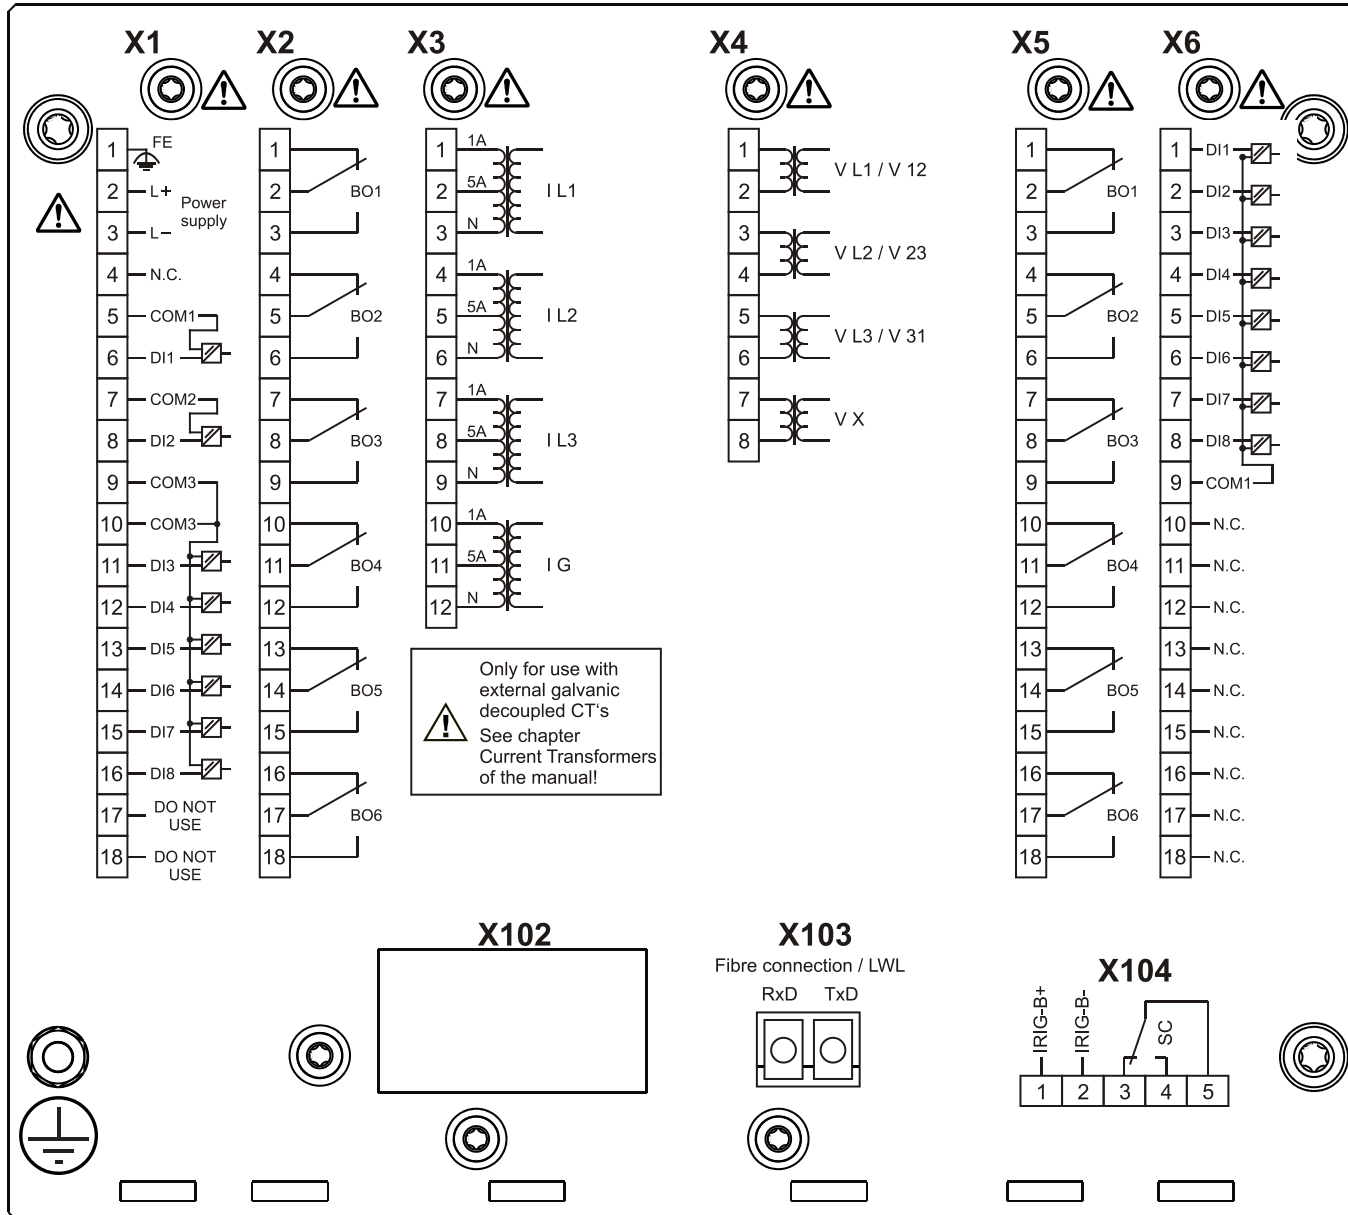 X1
X2
X3
X4
X5
X6
1 FE
2 L+
Power
supply
3 L–
4 N.C.
5 COM1
6 DI1
7 COM2
8 DI2
9 COM3
10 COM3
11 DI3
12 DI4
13 DI5
14 DI6
15 DI7
16 DI8
17 DO NOT
USE
18 DO NOT
USE
1
2 BO1
3
4
5 BO2
6
7
8 BO3
9
10
11 BO4
12
13
14 BO5
15
16
17 BO6
18
1 1A
2 5A I L1
3 N
4 1A
5 5A I L2
6 N
7 1A
8 5A I L3
9 N
10 1A
11 5A I G
12 N
Only for use with
external galvanic
decoupled CT‘s
See chapter
Current Transformers
of the manual!
1
V L1 / V 12
2
3
V L2 / V 23
4
5
V L3 / V 31
6
7
V X
8
1
2 BO1
3
4
5 BO2
6
7
8 BO3
9
10
11 BO4
12
13
14 BO5
15
16
17 BO6
18
1 DI1
2 DI2
3 DI3
4 DI4
5 DI5
6 DI6
7 DI7
8 DI8
9 COM1
10 N.C.
11 N.C.
12 N.C.
13 N.C.
14 N.C.
15 N.C.
16 N.C.
17 N.C.
18 N.C.
X102
X103
Fibre connection / LWL
RxD TxD
X104
IRIG-B+
IRIG-B-
SC
1 2 3 4 5